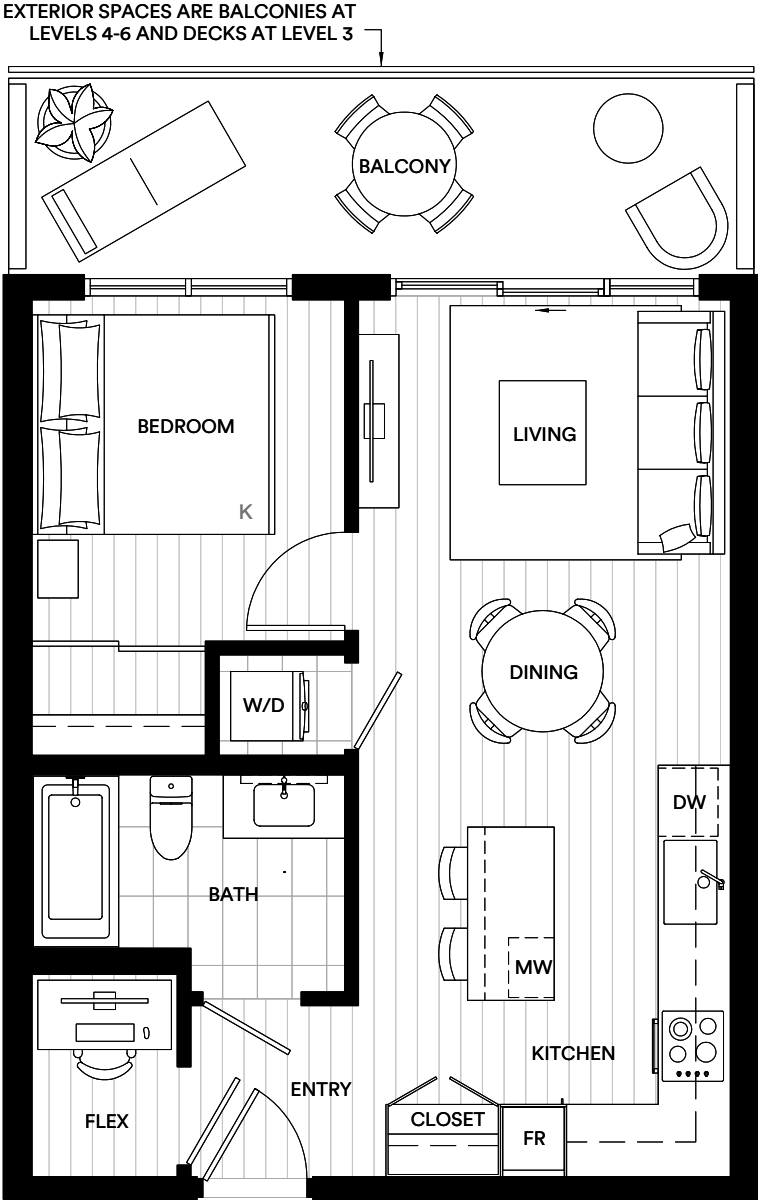 EXTERIOR SPACES ARE BALCONIES AT
LEVELS 4-6 AND DECKS AT LEVEL 3
BALCONY
BEDROOM
LIVING
K
DINING
W/D
DW
BATH
MW
KITCHEN
ENTRY
FLEX
CLOSET
FR